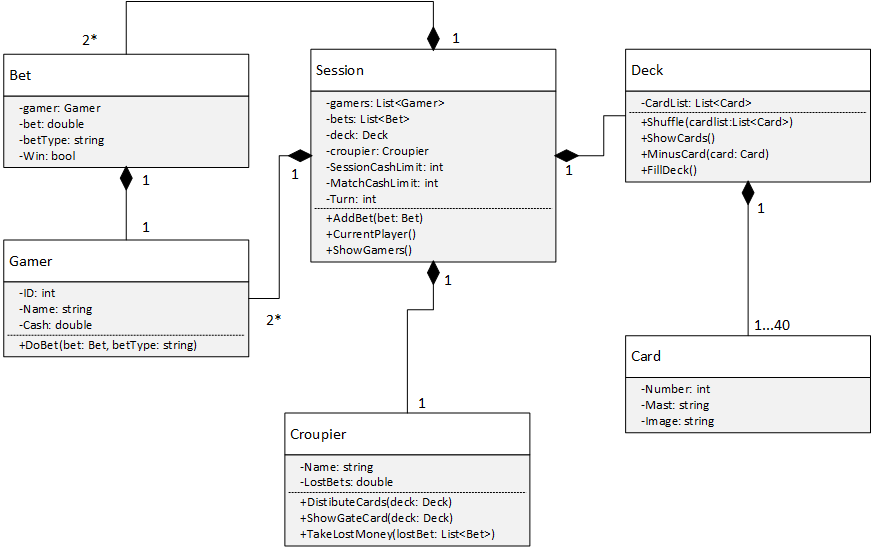 2*
1
Bet
-gamer: Gamer
-bet: double
-betType: string
-Win: bool
1
1
Gamer
-ID: int
-Name: string
-Cash: double
+DoBet(bet: Bet, betType: string)
Session
-gamers: List<Gamer>
-bets: List<Bet>
-deck: Deck
-croupier: Croupier
-SessionCashLimit: int
-MatchCashLimit: int
-Turn: int
+AddBet(bet: Bet)
+CurrentPlayer()
+ShowGamers()
1
2*
1
1
1
Croupier
-Name: string
-LostBets: double
+DistibuteCards(deck: Deck)
+ShowGateCard(deck: Deck)
+TakeLostMoney(lostBet: List<Bet>)
Deck
-CardList: List<Card>
+Shuffle(cardlist:List<Card>)
+ShowCards()
+MinusCard(card: Card)
+FillDeck()
1
1...40
Card
-Number: int
-Mast: string
-Image: string